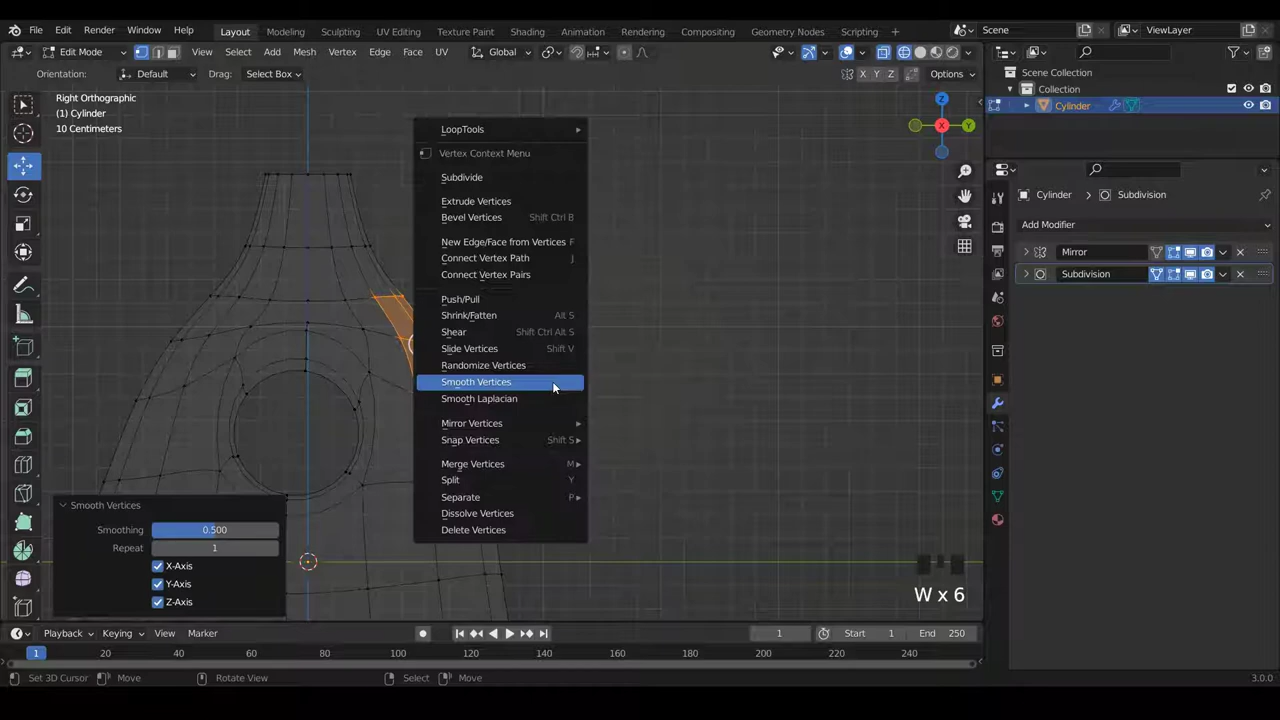 File Edit Render Window Help Layout Modeling Sculpting UV Editing Texture Paint Shading Animation Rendering Compositing Geometry Nodes Scripting Scene ViewLayer
Edit Mode View Select Add Mesh Vertex Edge Face UV Global
Orientation: Default Drag: Select Box X Y Z Options
Right Orthographic
(1) Cylinder
10 Centimeters
Z
X
Y
LoopTools
Vertex Context Menu
Subdivide
Extrude Vertices
Bevel Vertices Shift Ctrl B
New Edge/Face from Vertices F
Connect Vertex Path J
Connect Vertex Pairs
Push/Pull
Shrink/Fatten Alt S
Shear Shift Ctrl Alt S
Slide Vertices Shift V
Randomize Vertices
Smooth Vertices
Smooth Laplacian
Mirror Vertices
Snap Vertices Shift S
Merge Vertices M
Split Y
Separate P
Dissolve Vertices
Delete Vertices
Smooth Vertices
Smoothing 0.500
Repeat 1
X-Axis
Y-Axis
Z-Axis
W x 6
Scene Collection
Collection
Cylinder
Cylinder Subdivision
Add Modifier
Mirror
Subdivision
Playback Keying View Marker 1 Start 1 End 250
1 20 40 60 80 100 120 140 160 180 200 220 240
Set 3D Cursor Move Rotate View Select Move 3.0.0